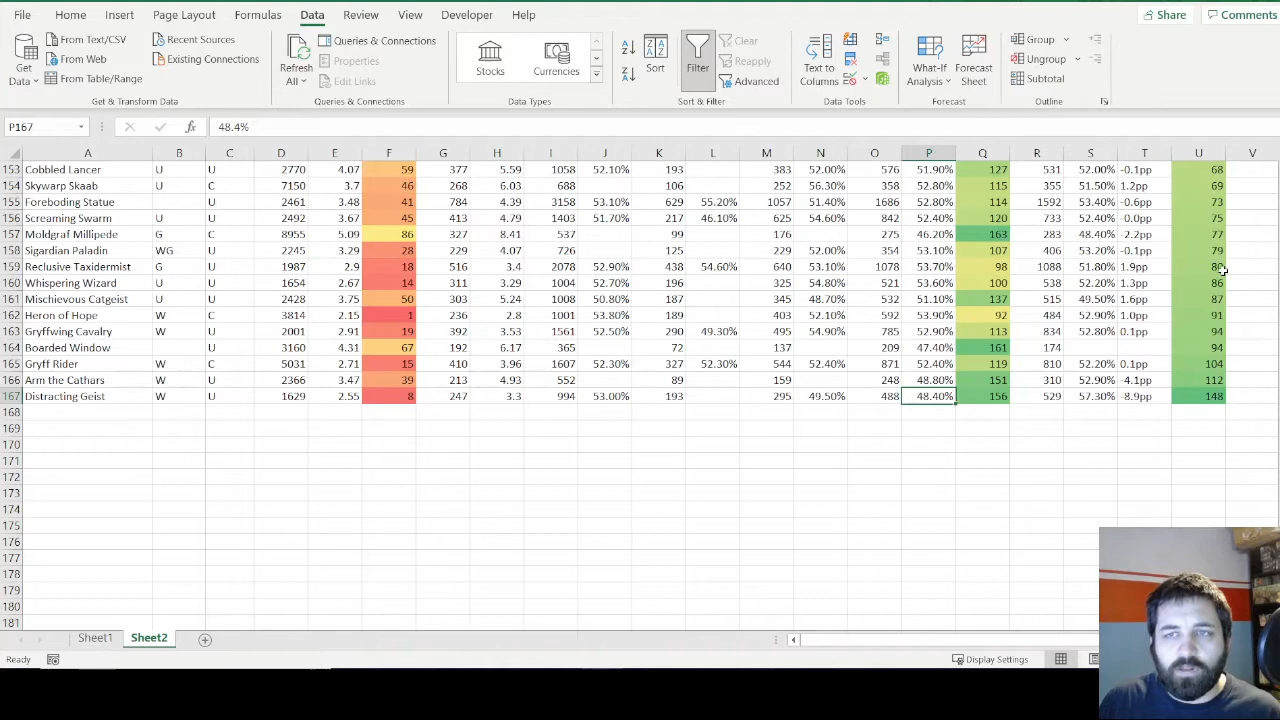 File Home Insert Page Layout Formulas Data Review View Developer Help Share Comments
Get Data From Text/CSV From Web From Table/Range Recent Sources Existing Connections Refresh All Queries & Connections Properties Edit Links Stocks Currencies Sort Filter Clear Reapply Advanced Text to Columns What-If Analysis Forecast Sheet Group Ungroup Subtotal
Get & Transform Data Queries & Connections Data Types Sort & Filter Data Tools Forecast Outline
P167 fx 48.4%
A B C D E F G H I J K L M N O P Q R S T U V
153 Cobbled Lancer U U 2770 4.07 59 377 5.59 1058 52.10% 193 383 52.00% 576 51.90% 127 531 52.00% -0.1pp 68
154 Skywarp Skaab U C 7150 3.7 46 268 6.03 688 106 252 56.30% 358 52.80% 115 355 51.50% 1.2pp 69
155 Foreboding Statue U 2461 3.48 41 784 4.39 3158 53.10% 629 55.20% 1057 51.40% 1686 52.80% 114 1592 53.40% -0.6pp 73
156 Screaming Swarm U U 2492 3.67 45 413 4.79 1403 51.70% 217 46.10% 625 54.60% 842 52.40% 120 733 52.40% -0.0pp 75
157 Moldgraf Millipede G C 8955 5.09 86 327 8.41 537 99 176 275 46.20% 163 283 48.40% -2.2pp 77
158 Sigardian Paladin WG U 2245 3.29 28 229 4.07 726 125 229 52.00% 354 53.10% 107 406 53.10% -0.1pp 79
159 Reclusive Taxidermist G U 1987 2.9 18 516 3.4 2078 52.90% 438 54.60% 640 53.10% 1078 53.70% 98 1088 51.80% 1.9pp
160 Whispering Wizard U U 1654 2.67 14 311 3.29 1004 52.70% 196 325 54.80% 521 53.60% 100 538 52.20% 1.3pp 86
161 Mischievous Catgeist U U 2428 3.75 50 303 5.24 1008 50.80% 187 345 48.70% 532 51.10% 137 515 49.50% 1.6pp 87
162 Heron of Hope W C 3814 2.15 1 236 2.8 1001 53.80% 189 403 52.10% 592 53.90% 92 484 52.90% 1.0pp 91
163 Gryffwing Cavalry W U 2001 2.91 19 392 3.53 1561 52.50% 290 49.30% 495 54.90% 785 52.90% 113 834 52.80% 0.1pp 94
164 Boarded Window U 3160 4.31 67 192 6.17 365 72 137 209 47.40% 161 174 94
165 Gryff Rider W C 5031 2.71 15 410 3.96 1607 52.30% 327 52.30% 544 52.40% 871 52.40% 119 810 52.20% 0.1pp 104
166 Arm the Cathars W U 2366 3.47 39 213 4.93 552 89 159 248 48.80% 151 310 52.90% -4.1pp 112
167 Distracting Geist W U 1629 2.55 8 247 3.3 994 53.00% 193 295 49.50% 488 48.40% 156 529 57.30% -8.9pp 148
168
169
170
171
172
173
174
175
176
177
178
179
180
181
Sheet1 Sheet2
Ready Display Settings